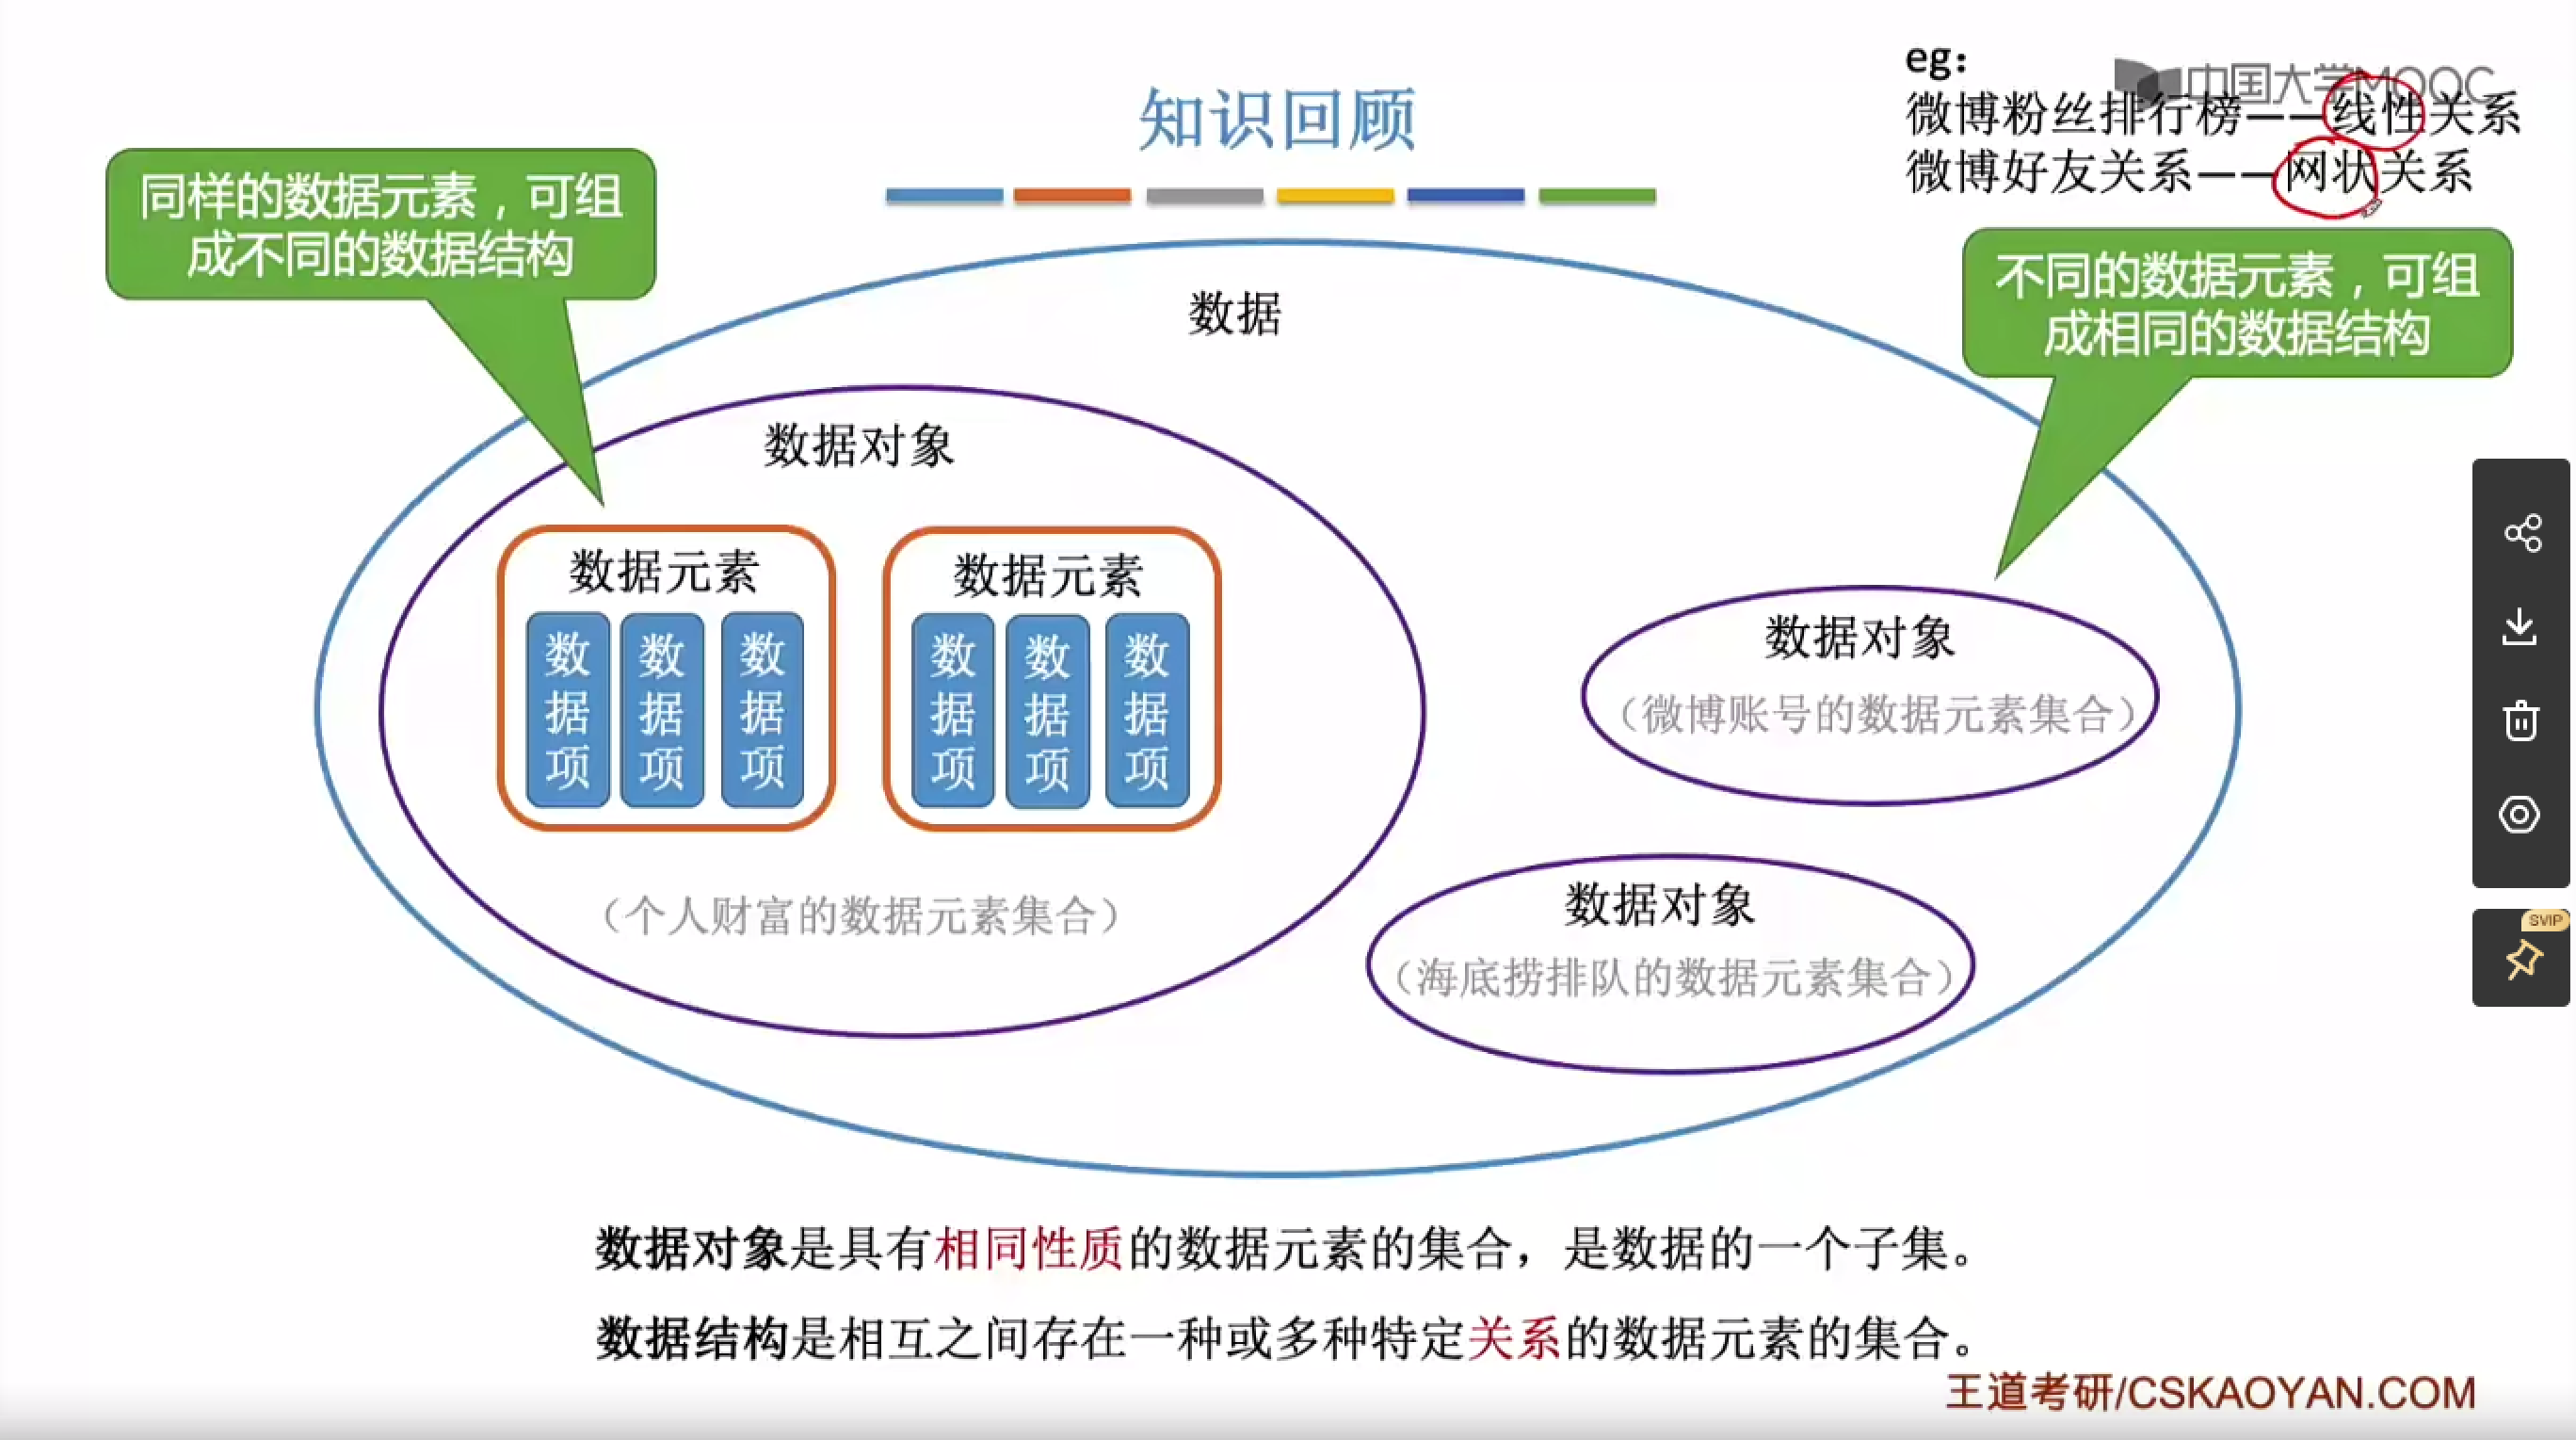 eg:
中国大学MOOC
微博粉丝排行榜——线性关系
微博好友关系——网状关系
知识回顾
同样的数据元素，可组
成不同的数据结构
不同的数据元素，可组
成相同的数据结构
数据
数据对象
数据元素
数据项
数据项
数据项
数据元素
数据项
数据项
数据项
（个人财富的数据元素集合）
数据对象
（微博账号的数据元素集合）
数据对象
（海底捞排队的数据元素集合）
SVIP
数据对象是具有相同性质的数据元素的集合，是数据的一个子集。
数据结构是相互之间存在一种或多种特定关系的数据元素的集合。
王道考研/CSKAOYAN.COM